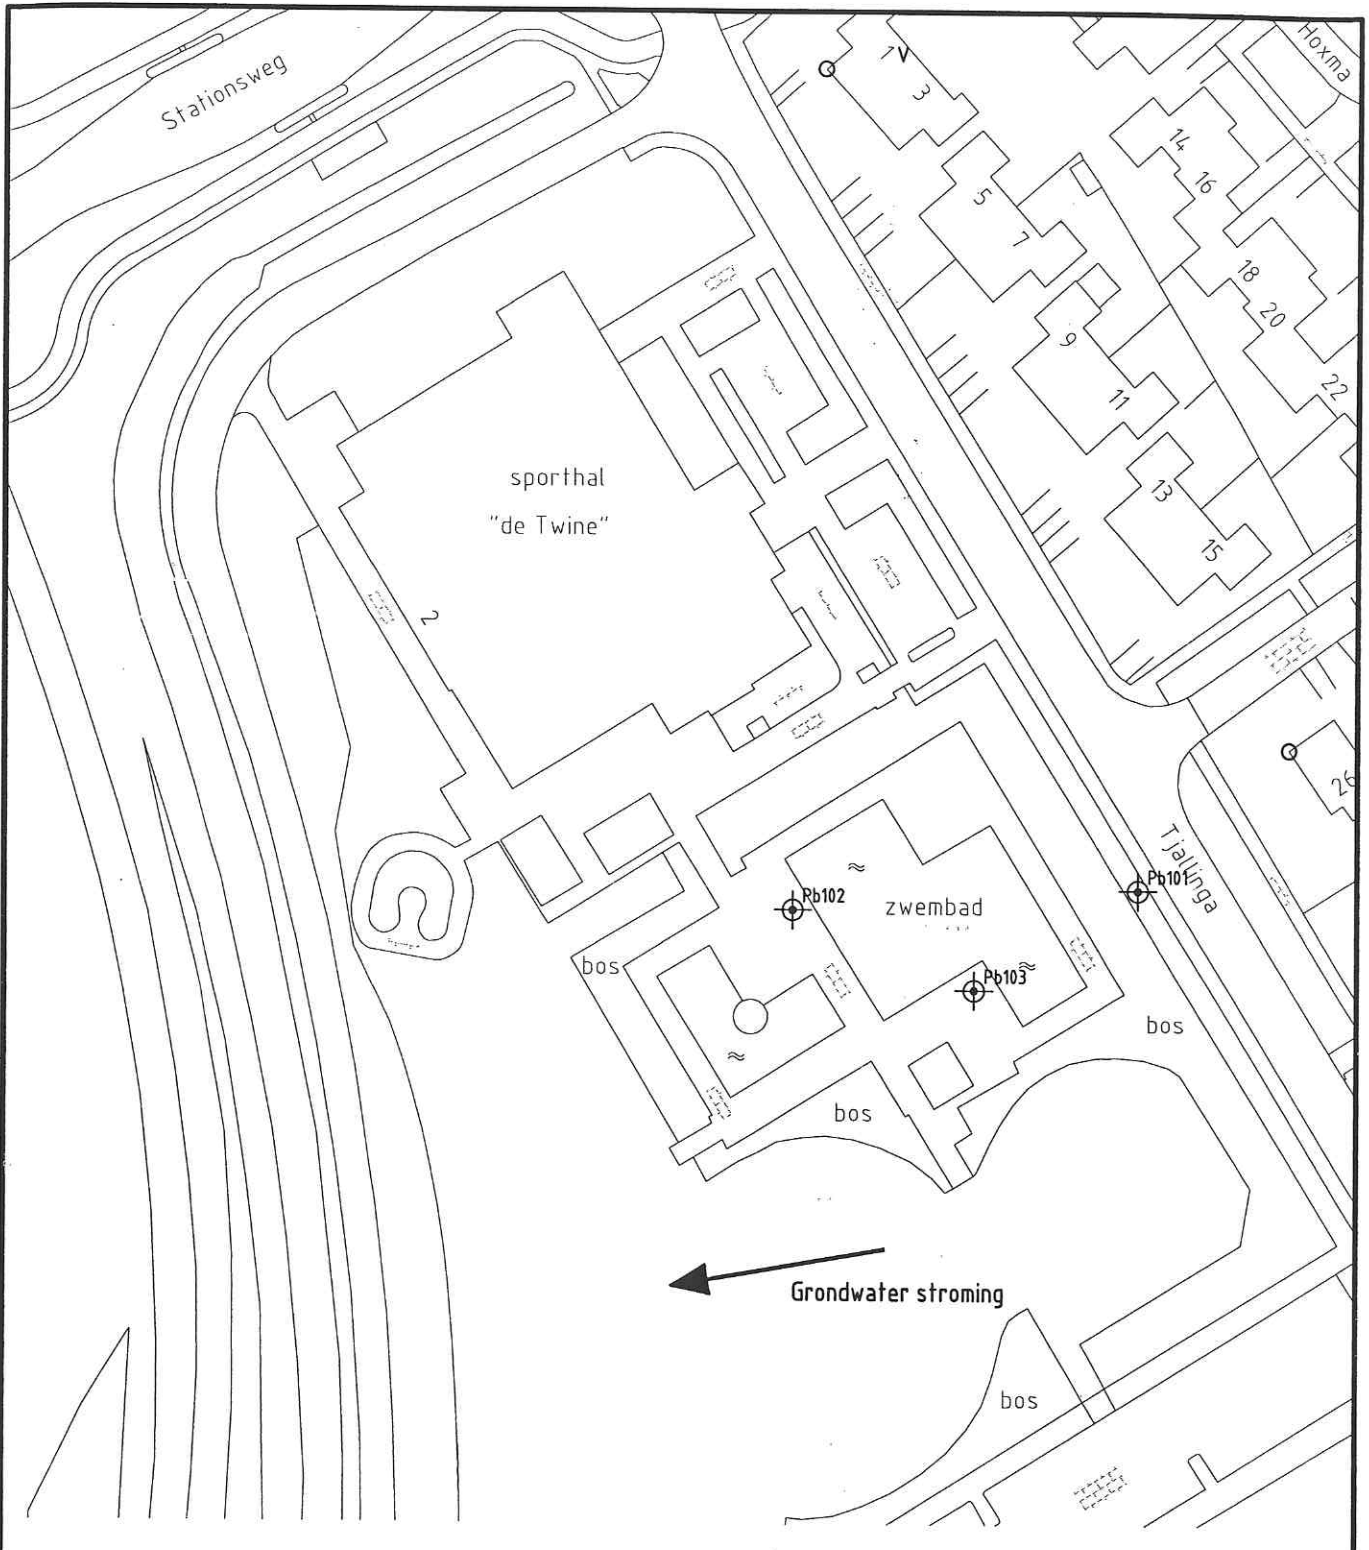 Stationsweg
Hoxma
1
3
5
7
9
11
13
15
14
16
18
20
22
26
sporthal
"de Twine"
2
Tjallinga
Pb101
Pb102
zwembad
Pb103
bos
bos
bos
Grondwater stroming
bos